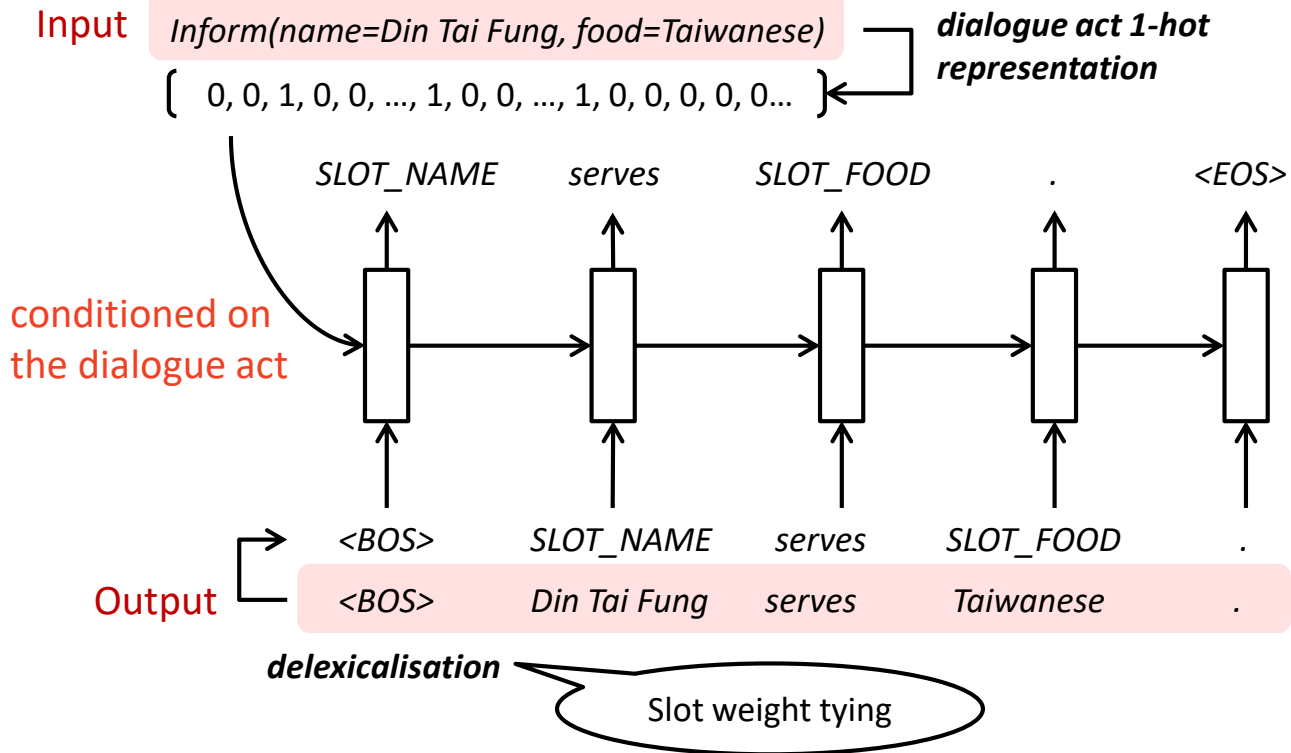 Input
Inform(name=Din Tai Fung, food=Taiwanese)
dialogue act 1-hot
representation
0, 0, 1, 0, 0, …, 1, 0, 0, …, 1, 0, 0, 0, 0, 0…
SLOT_NAME serves SLOT_FOOD . <EOS>
conditioned on
the dialogue act
<BOS> SLOT_NAME serves SLOT_FOOD .
Output
<BOS> Din Tai Fung serves Taiwanese .
delexicalisation
Slot weight tying